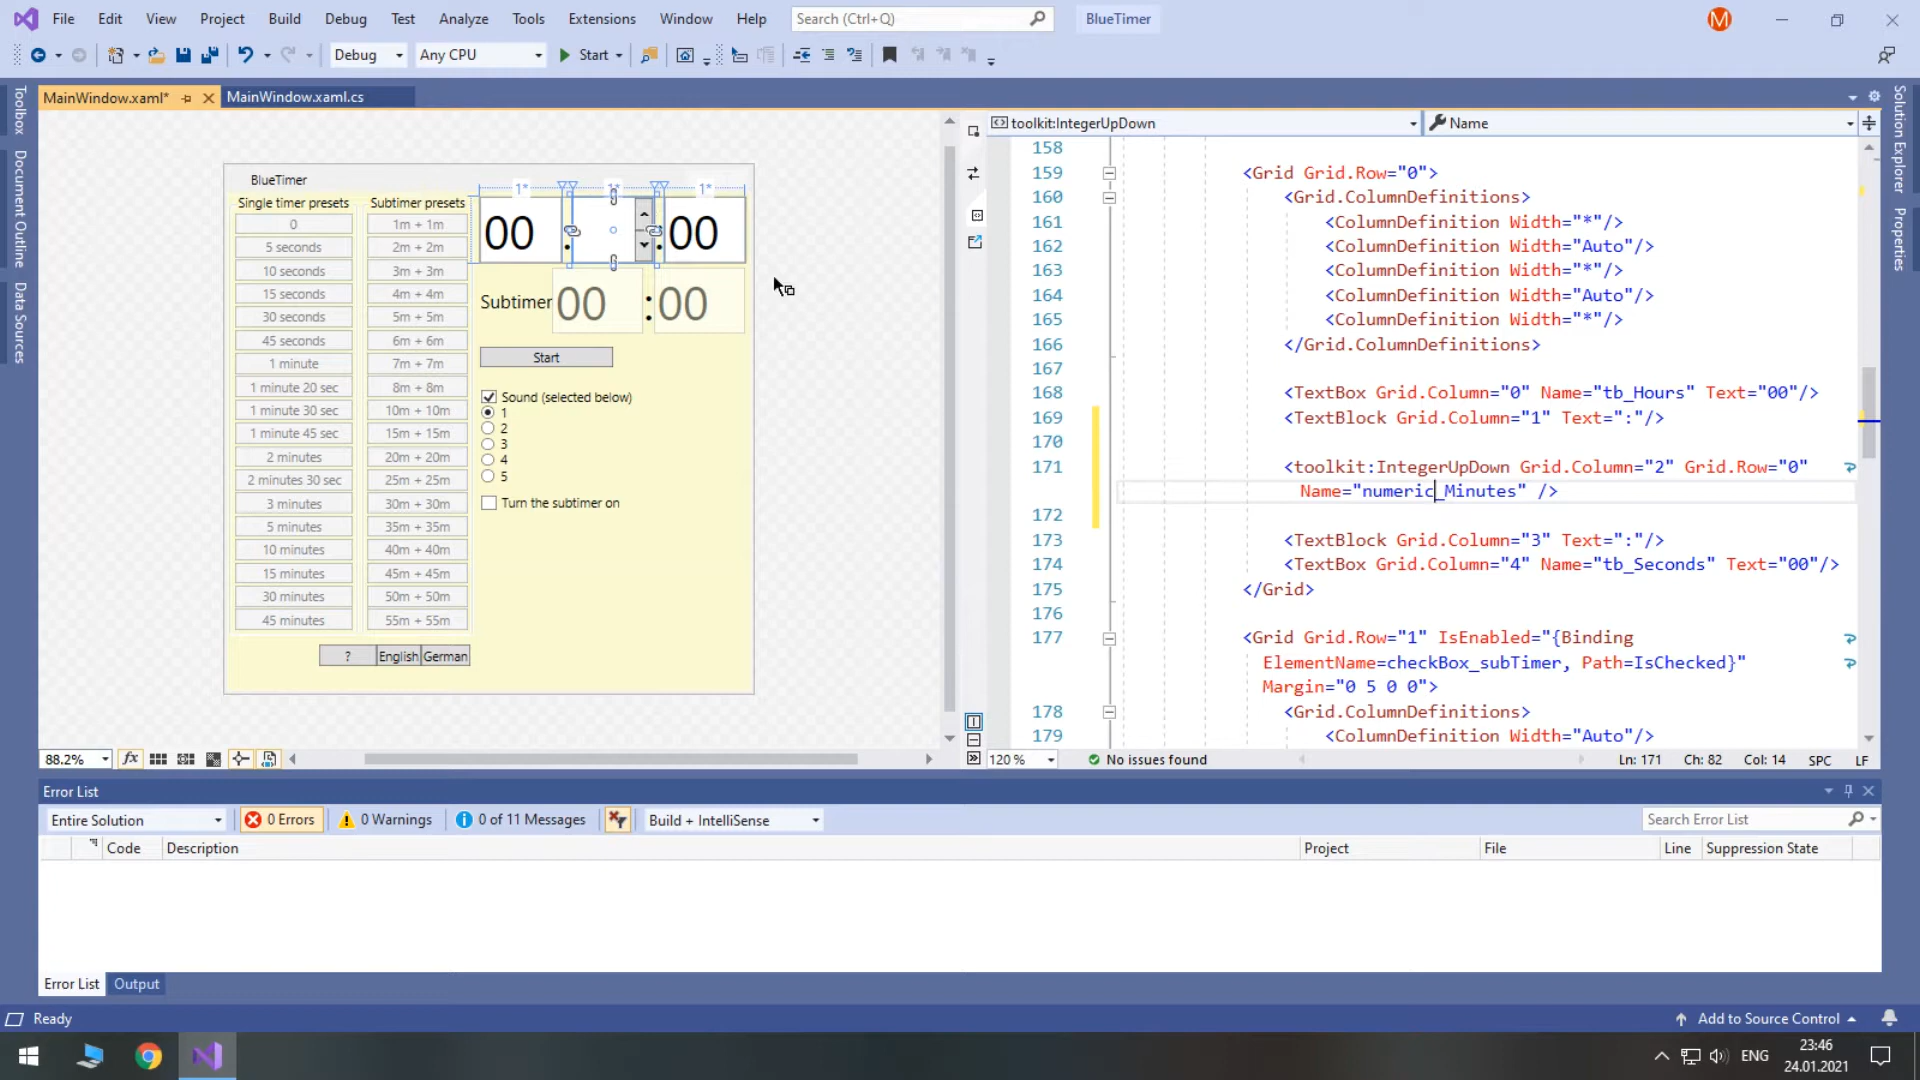 File Edit View Project Build Debug Test Analyze Tools Extensions Window Help Search (Ctrl+Q) BlueTimer M
Debug Any CPU Start
Toolbox
Document Outline
Data Sources
MainWindow.xaml* MainWindow.xaml.cs
BlueTimer
Single timer presets Subtimer presets
0 1m + 1m
5 seconds 2m + 2m
10 seconds 3m + 3m
15 seconds 4m + 4m
30 seconds 5m + 5m
45 seconds 6m + 6m
1 minute 7m + 7m
1 minute 20 sec 8m + 8m
1 minute 30 sec 10m + 10m
1 minute 45 sec 15m + 15m
2 minutes 20m + 20m
2 minutes 30 sec 25m + 25m
3 minutes 30m + 30m
5 minutes 35m + 35m
10 minutes 40m + 40m
15 minutes 45m + 45m
30 minutes 50m + 50m
45 minutes 55m + 55m
? English German
1* 1* 1*
00 : : 00
Subtimer 00 : 00
Start
Sound (selected below)
1
2
3
4
5
Turn the subtimer on
88.2% fx
toolkit:IntegerUpDown Name
158
159 <Grid Grid.Row="0">
160 <Grid.ColumnDefinitions>
161 <ColumnDefinition Width="*"/>
162 <ColumnDefinition Width="Auto"/>
163 <ColumnDefinition Width="*"/>
164 <ColumnDefinition Width="Auto"/>
165 <ColumnDefinition Width="*"/>
166 </Grid.ColumnDefinitions>
167
168 <TextBox Grid.Column="0" Name="tb_Hours" Text="00"/>
169 <TextBlock Grid.Column="1" Text=":"/>
170
171 <toolkit:IntegerUpDown Grid.Column="2" Grid.Row="0"
Name="numeric_Minutes" />
172
173 <TextBlock Grid.Column="3" Text=":"/>
174 <TextBox Grid.Column="4" Name="tb_Seconds" Text="00"/>
175 </Grid>
176
177 <Grid Grid.Row="1" IsEnabled="{Binding
ElementName=checkBox_subTimer, Path=IsChecked}"
Margin="0 5 0 0">
178 <Grid.ColumnDefinitions>
179 <ColumnDefinition Width="Auto"/>
120 % No issues found Ln: 171 Ch: 82 Col: 14 SPC LF
Solution Explorer
Properties
Error List
Entire Solution 0 Errors 0 Warnings 0 of 11 Messages Build + IntelliSense Search Error List
Code Description Project File Line Suppression State
Error List Output
Ready Add to Source Control
ENG 23:46
24.01.2021